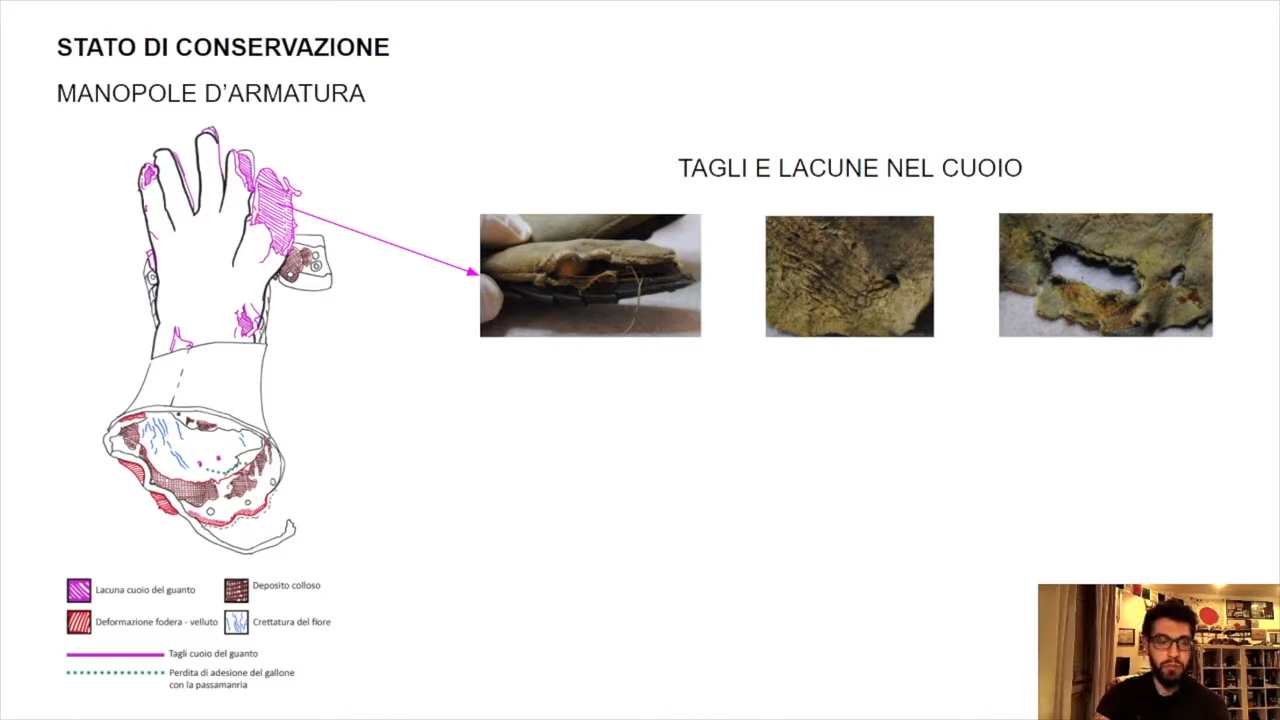 STATO DI CONSERVAZIONE
MANOPOLE D'ARMATURA
TAGLI E LACUNE NEL CUOIO
Lacuna cuoio del guanto
Deposito colloso
Deformazione fodera - velluto
Crettatura del fiore
Tagli cuoio del guanto
Perdita di adesione del gallone
con la passamanria